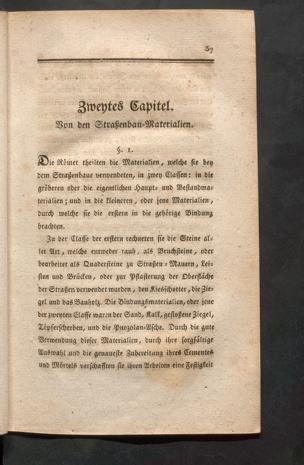 37
Zweytes Capitel.
Von den Straßenbau-Materialien.
§. 1.
Die Römer theilten die Materialien, welche sie bey
dem Straßenbaue verwendeten, in zwey Classen: in die
gröberen oder die eigentlichen Haupt- und Bestandma-
terialien; und in die kleineren, oder jene Materialien,
durch welche sie die erstern in die gehörige Bindung
brachten.
Zu der Classe der erstern rechneten sie die Steine al-
ler Art, welche entweder rauh, als Bruchsteine, oder
bearbeitet als Quadersteine zu Straßen-Mauern, Lei-
sten und Brücken, oder zur Pflasterung der Oberfläche
der Straßen verwendet wurden, den Kiesschotter, die Zie-
gel und das Bauholz. Die Bindungsmaterialien, oder jene
der zweyten Classe waren der Sand, Kalk, gestoßene Ziegel,
Töpferscherben, und die Puzzolan-Asche. Durch die gute
Verwendung dieser Materialien, durch ihre sorgfältige
Auswahl und die genaueste Zubereitung ihres Cementes
und Mörtels verschafften sie ihren Arbeiten eine Festigkeit